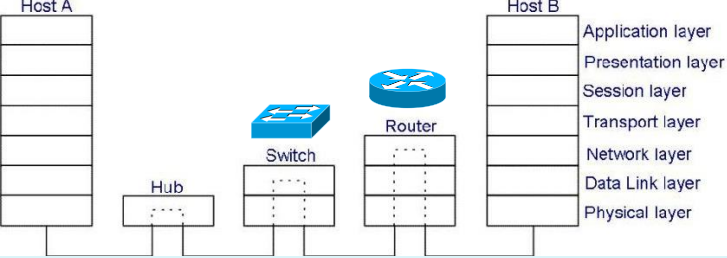 Host A
Host B
Application layer
Presentation layer
Session layer
Transport layer
Router
Network layer
Switch
Data Link layer
Hub
Physical layer